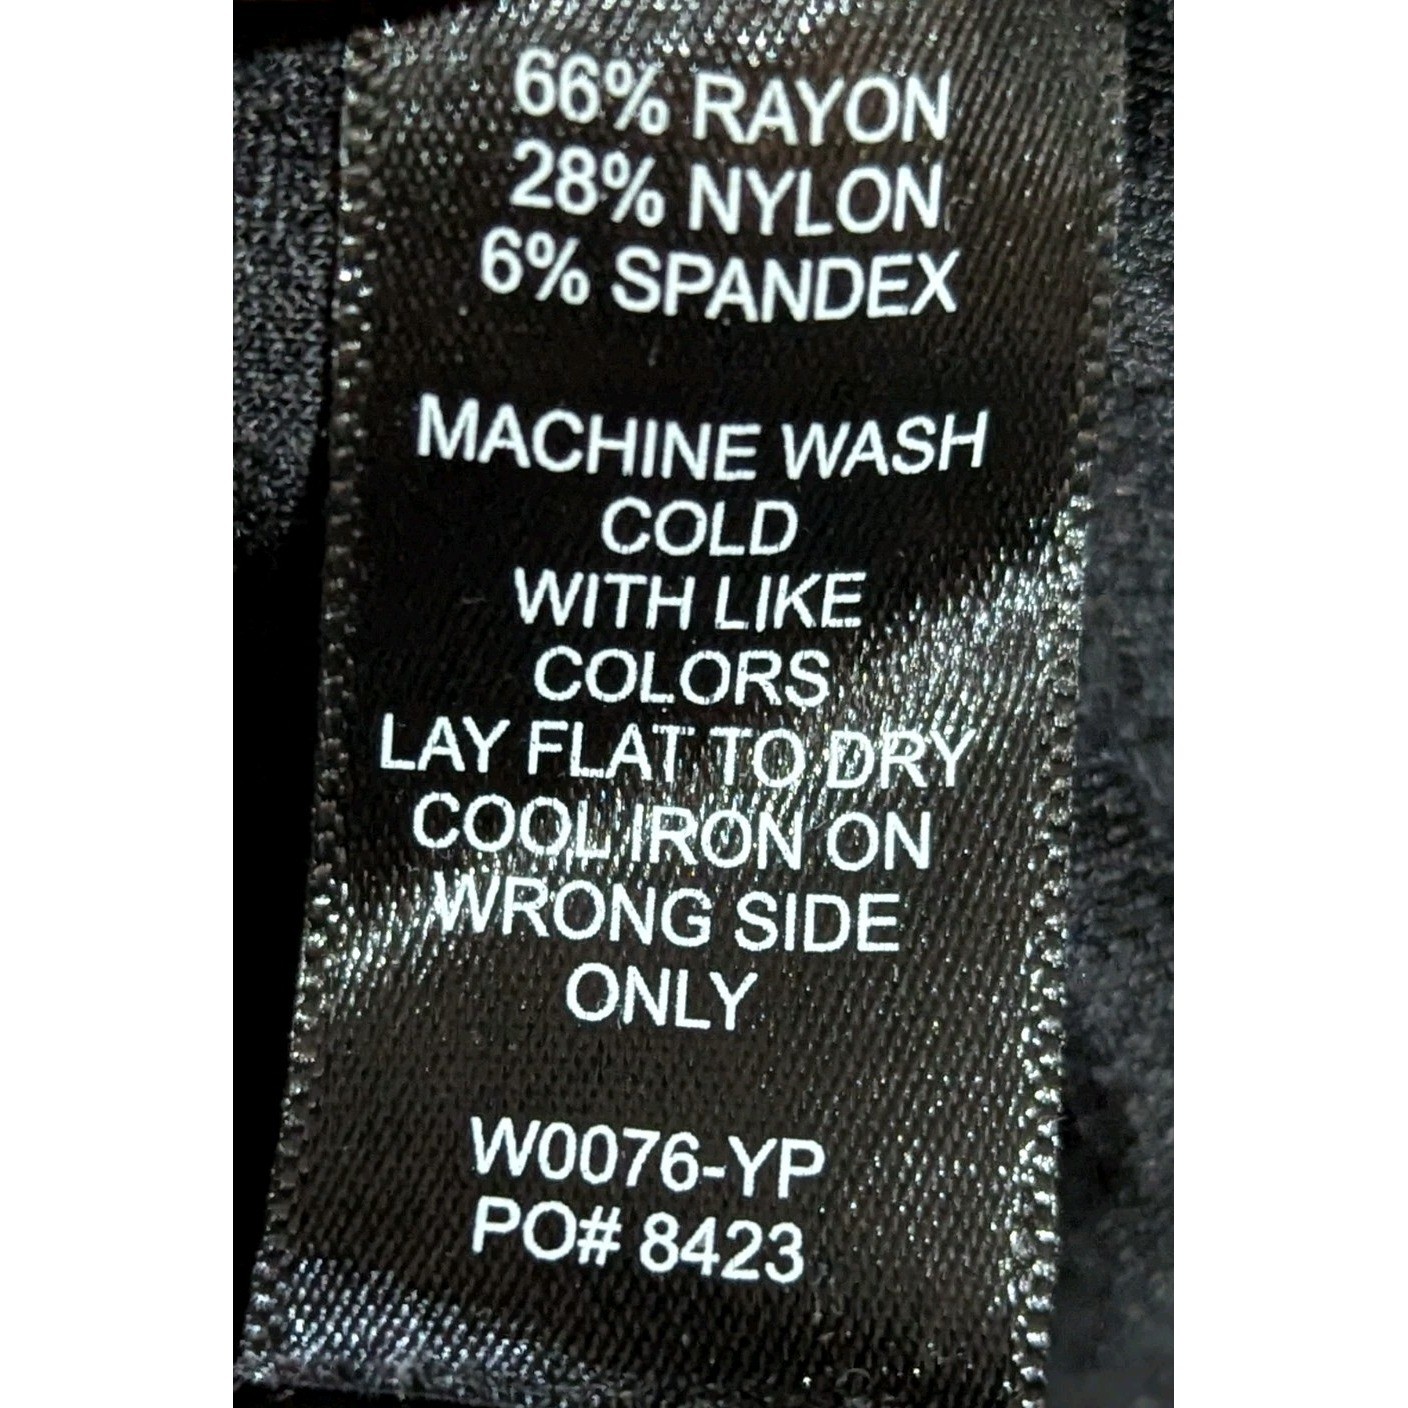 66% RAYON
28% NYLON
6% SPANDEX
MACHINE WASH
COLD
WITH LIKE
COLORS
LAY FLAT TO DRY
COOL IRON ON
WRONG SIDE
ONLY
W0076-YP
PO# 8423